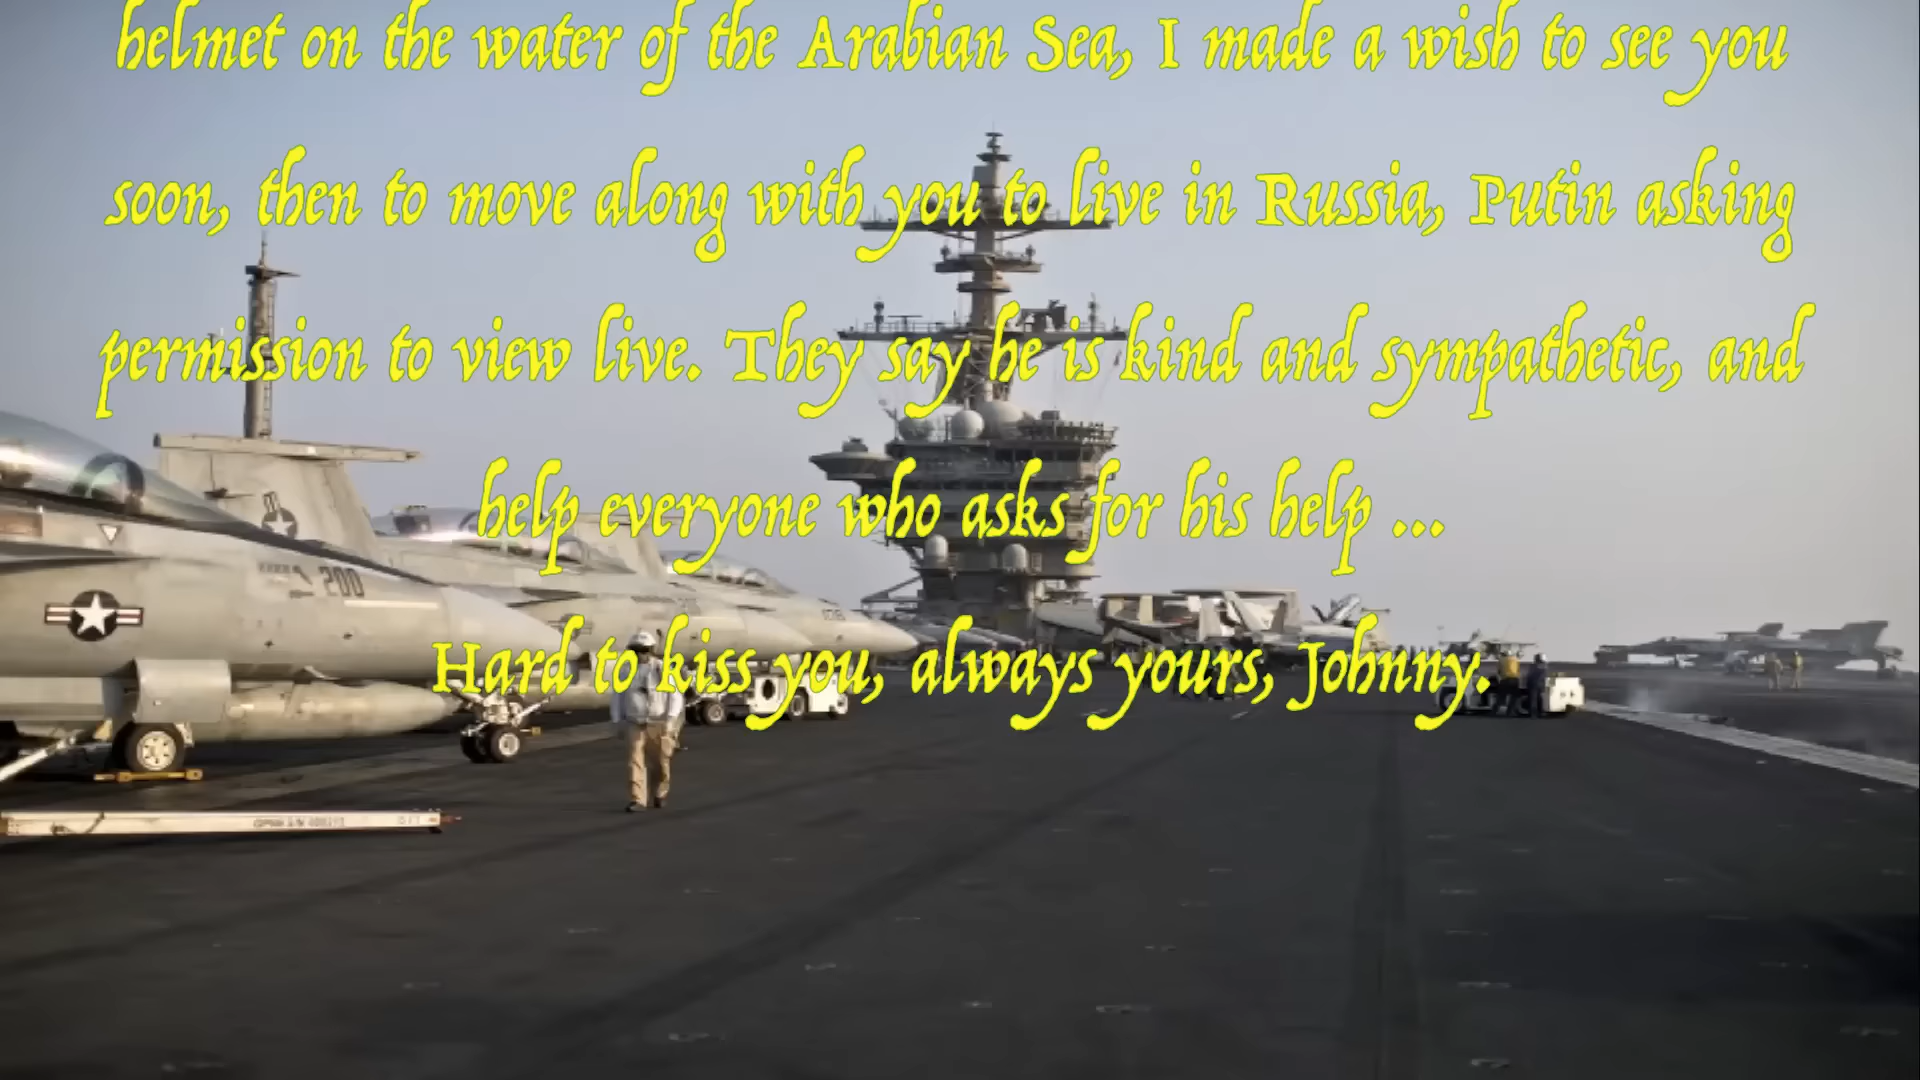 helmet on the water of the Arabian Sea, I made a wish to see you
soon, then to move along with you to live in Russia, Putin asking
permission to view live. They say he is kind and sympathetic, and
help everyone who asks for his help ...
200
Hard to kiss you, always yours, Johnny.